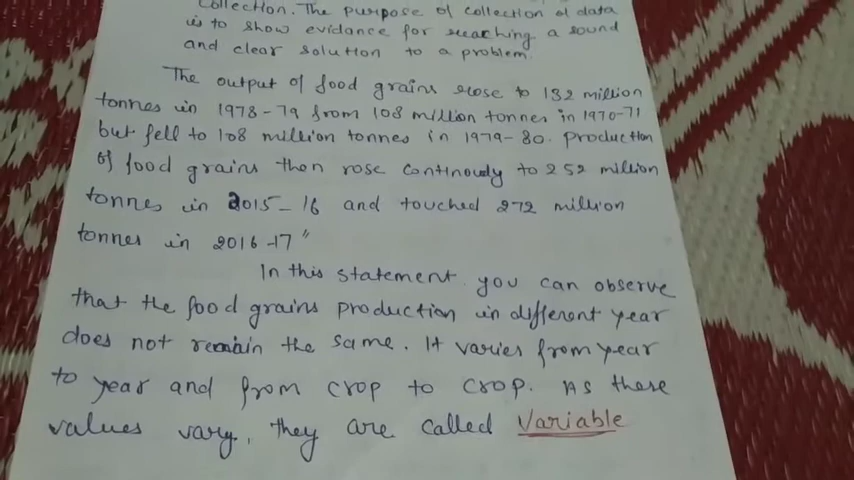 Collection. The purpose of collection of data
is to show evidence for reaching a sound
and clear solution to a problem.
The output of food grains rose to 132 million
tonnes in 1978-79 from 108 million tonnes in 1970-71
but fell to 108 million tonnes in 1979-80. Production
of food grains then rose continously to 252 million
tonnes in 2015-16 and touched 272 million
tonnes in 2016-17"
In this statement you can observe
that the food grains production in different year
does not remain the same. It varies from year
to year and from crop to crop. As these
values vary, they are called Variable